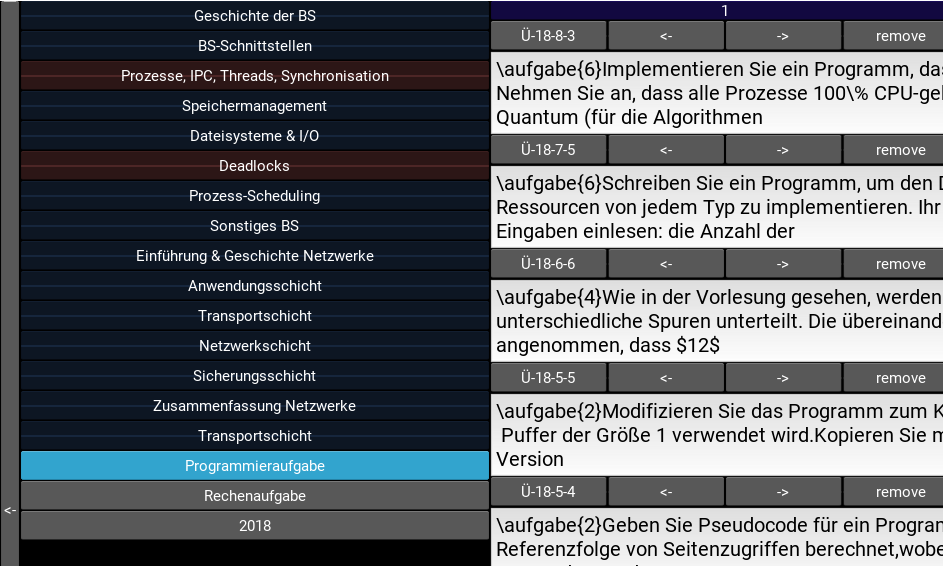 Geschichte der BS
BS-Schnittstellen
Prozesse, IPC, Threads, Synchronisation
Speichermanagement
Dateisysteme & I/O
Deadlocks
Prozess-Scheduling
Sonstiges BS
Einführung & Geschichte Netzwerke
Anwendungsschicht
Transportschicht
Netzwerkschicht
Sicherungsschicht
Zusammenfassung Netzwerke
Transportschicht
Programmieraufgabe
Rechenaufgabe
2018
<-
1
Ü-18-8-3 <- -> remove
\aufgabe{6}Implementieren Sie ein Programm, das
Nehmen Sie an, dass alle Prozesse 100\% CPU-gel
Quantum (für die Algorithmen
Ü-18-7-5 <- -> remove
\aufgabe{6}Schreiben Sie ein Programm, um den D
Ressourcen von jedem Typ zu implementieren. Ihr
Eingaben einlesen: die Anzahl der
Ü-18-6-6 <- -> remove
\aufgabe{4}Wie in der Vorlesung gesehen, werden
unterschiedliche Spuren unterteilt. Die übereinand
angenommen, dass $12$
Ü-18-5-5 <- -> remove
\aufgabe{2}Modifizieren Sie das Programm zum K
Puffer der Größe 1 verwendet wird.Kopieren Sie m
Version
Ü-18-5-4 <- -> remove
\aufgabe{2}Geben Sie Pseudocode für ein Program
Referenzfolge von Seitenzugriffen berechnet,wobe